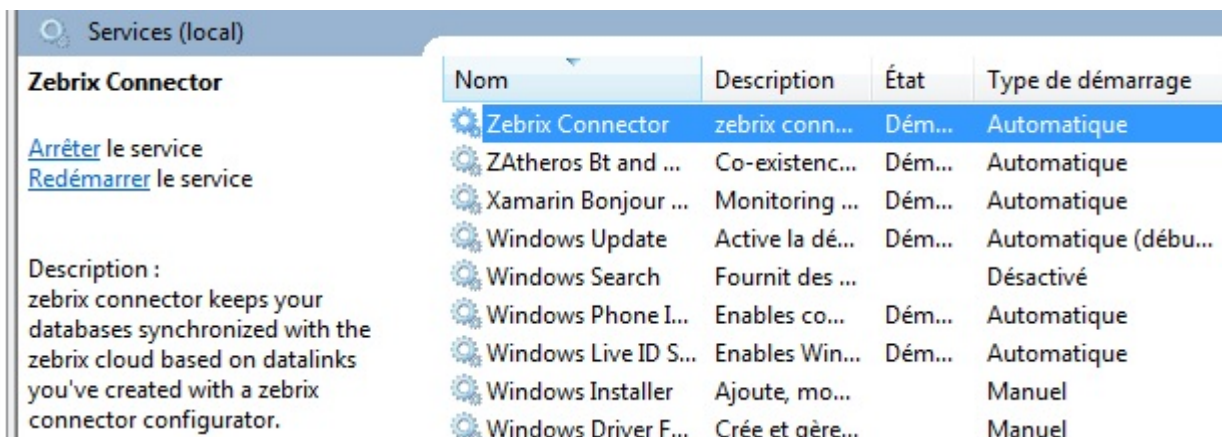 Services (local)
Zebrix Connector
Arrêter le service
Redémarrer le service
Description :
zebrix connector keeps your
databases synchronized with the
zebrix cloud based on datalinks
you've created with a zebrix
connector configurator.
Nom Description État Type de démarrage
Zebrix Connector zebrix conn... Dém... Automatique
ZAtheros Bt and ... Co-existenc... Dém... Automatique
Xamarin Bonjour ... Monitoring ... Dém... Automatique
Windows Update Active la dé... Dém... Automatique (débu...
Windows Search Fournit des ... Désactivé
Windows Phone I... Enables co... Dém... Automatique
Windows Live ID S... Enables Win... Dém... Automatique
Windows Installer Ajoute, mo... Manuel
Windows Driver F... Crée et gère... Manuel